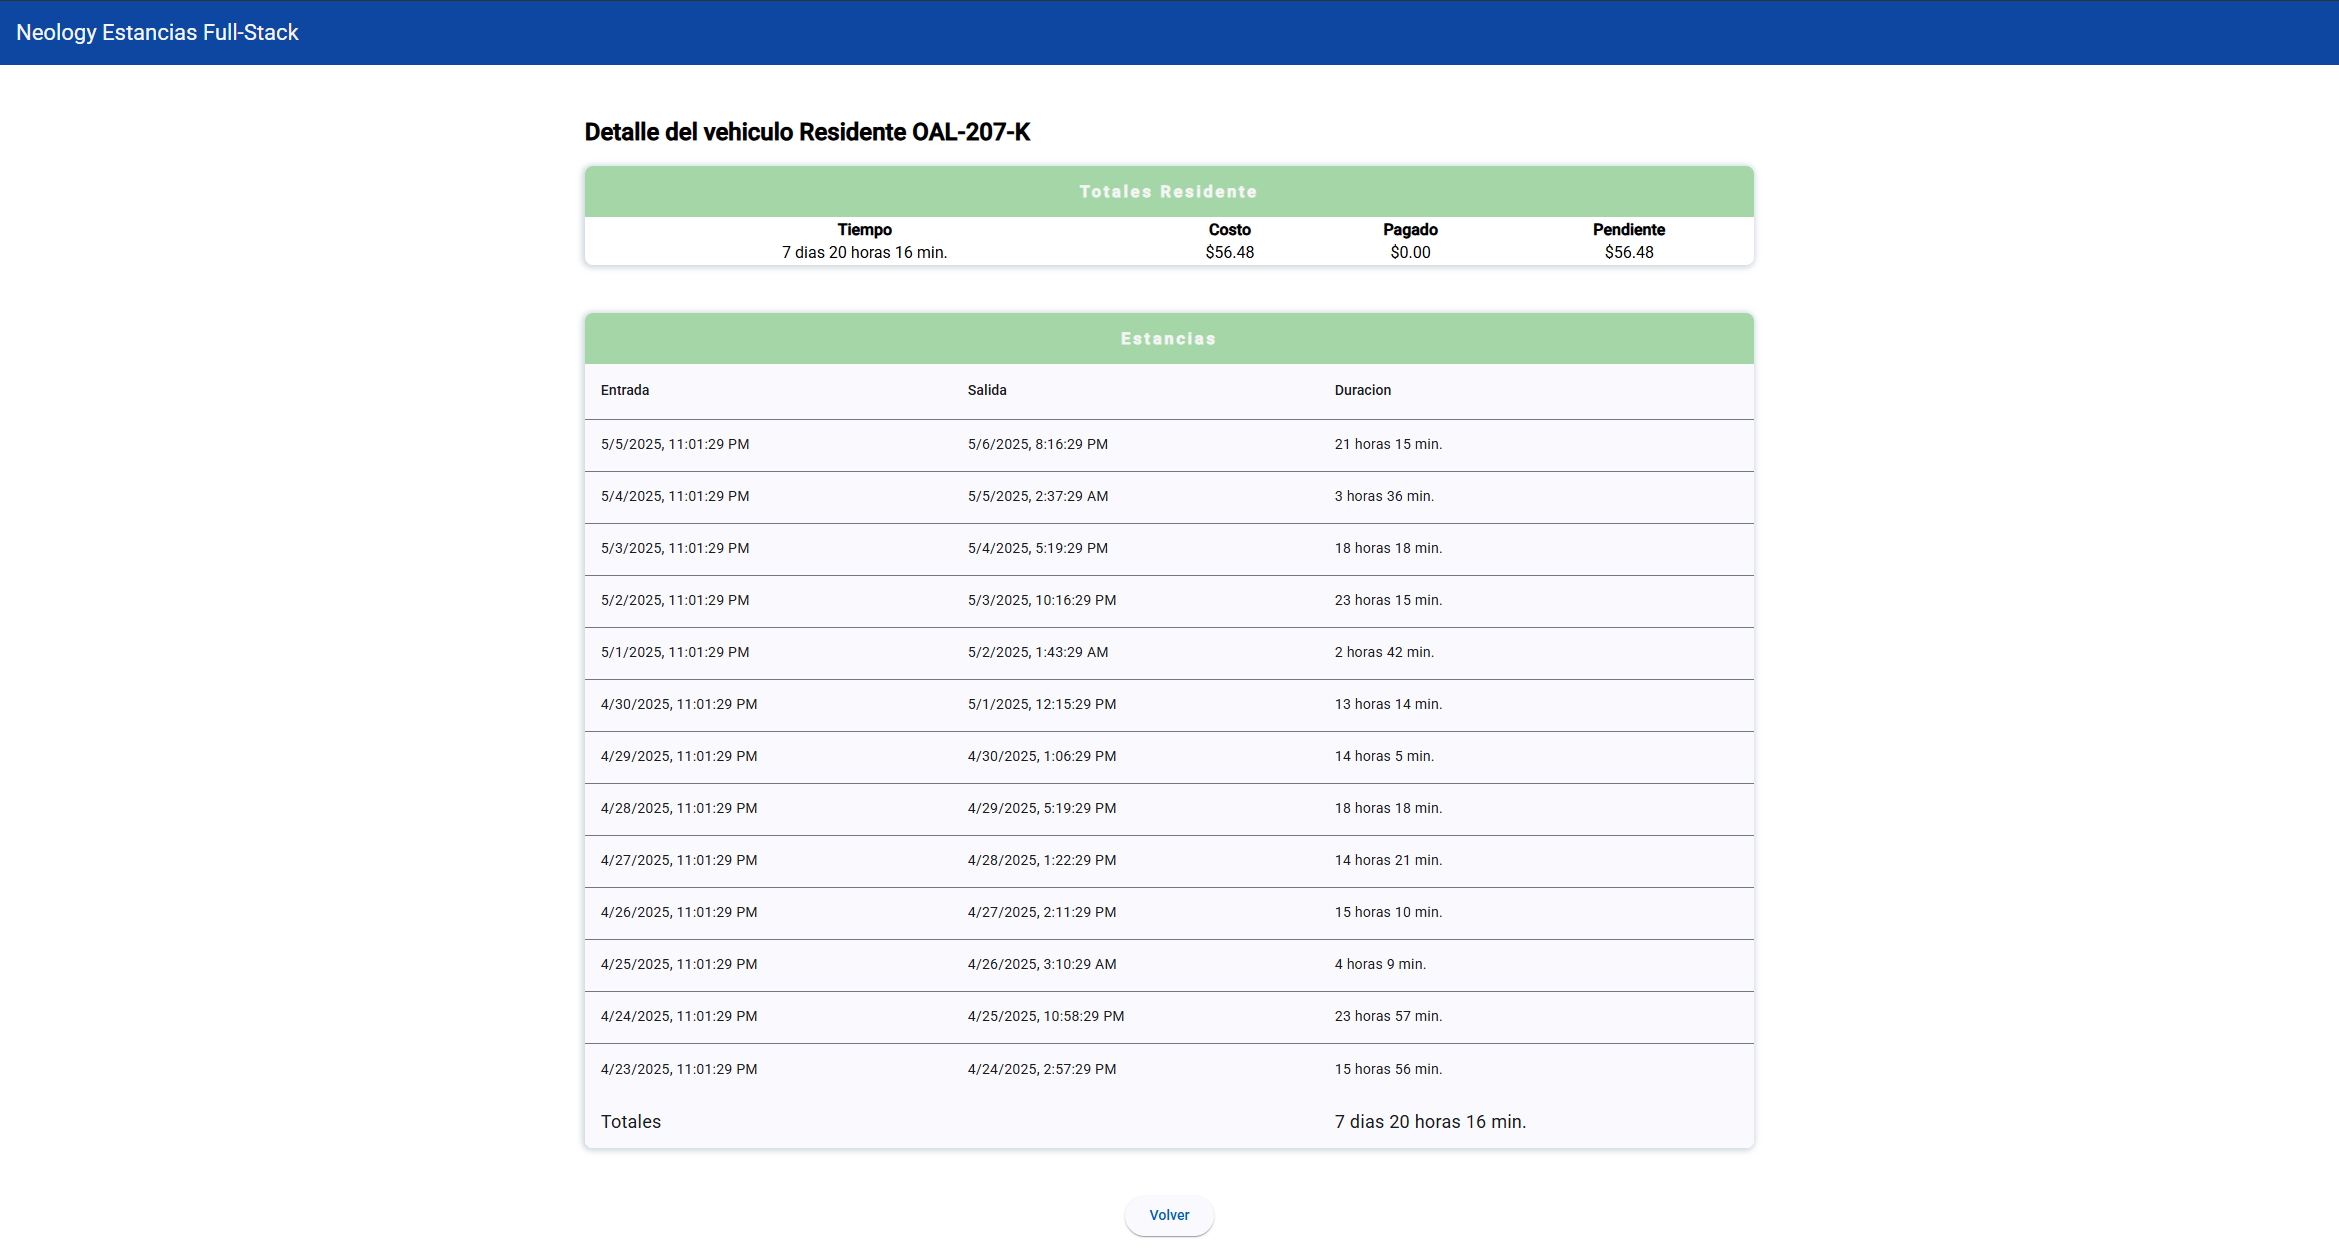 Neology Estancias Full-Stack
Detalle del vehiculo Residente OAL-207-K
Totales Residente
Tiempo Costo Pagado Pendiente
7 dias 20 horas 16 min. $56.48 $0.00 $56.48
Estancias
Entrada Salida Duracion
5/5/2025, 11:01:29 PM 5/6/2025, 8:16:29 PM 21 horas 15 min.
5/4/2025, 11:01:29 PM 5/5/2025, 2:37:29 AM 3 horas 36 min.
5/3/2025, 11:01:29 PM 5/4/2025, 5:19:29 PM 18 horas 18 min.
5/2/2025, 11:01:29 PM 5/3/2025, 10:16:29 PM 23 horas 15 min.
5/1/2025, 11:01:29 PM 5/2/2025, 1:43:29 AM 2 horas 42 min.
4/30/2025, 11:01:29 PM 5/1/2025, 12:15:29 PM 13 horas 14 min.
4/29/2025, 11:01:29 PM 4/30/2025, 1:06:29 PM 14 horas 5 min.
4/28/2025, 11:01:29 PM 4/29/2025, 5:19:29 PM 18 horas 18 min.
4/27/2025, 11:01:29 PM 4/28/2025, 1:22:29 PM 14 horas 21 min.
4/26/2025, 11:01:29 PM 4/27/2025, 2:11:29 PM 15 horas 10 min.
4/25/2025, 11:01:29 PM 4/26/2025, 3:10:29 AM 4 horas 9 min.
4/24/2025, 11:01:29 PM 4/25/2025, 10:58:29 PM 23 horas 57 min.
4/23/2025, 11:01:29 PM 4/24/2025, 2:57:29 PM 15 horas 56 min.
Totales 7 dias 20 horas 16 min.
Volver